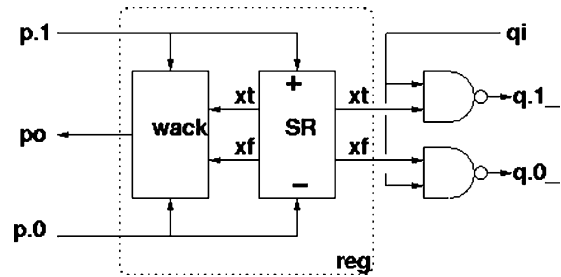 p.1 qi
+
xt xt
q.1_
po wack SR
xf xf
q.0_
−
p.0
reg